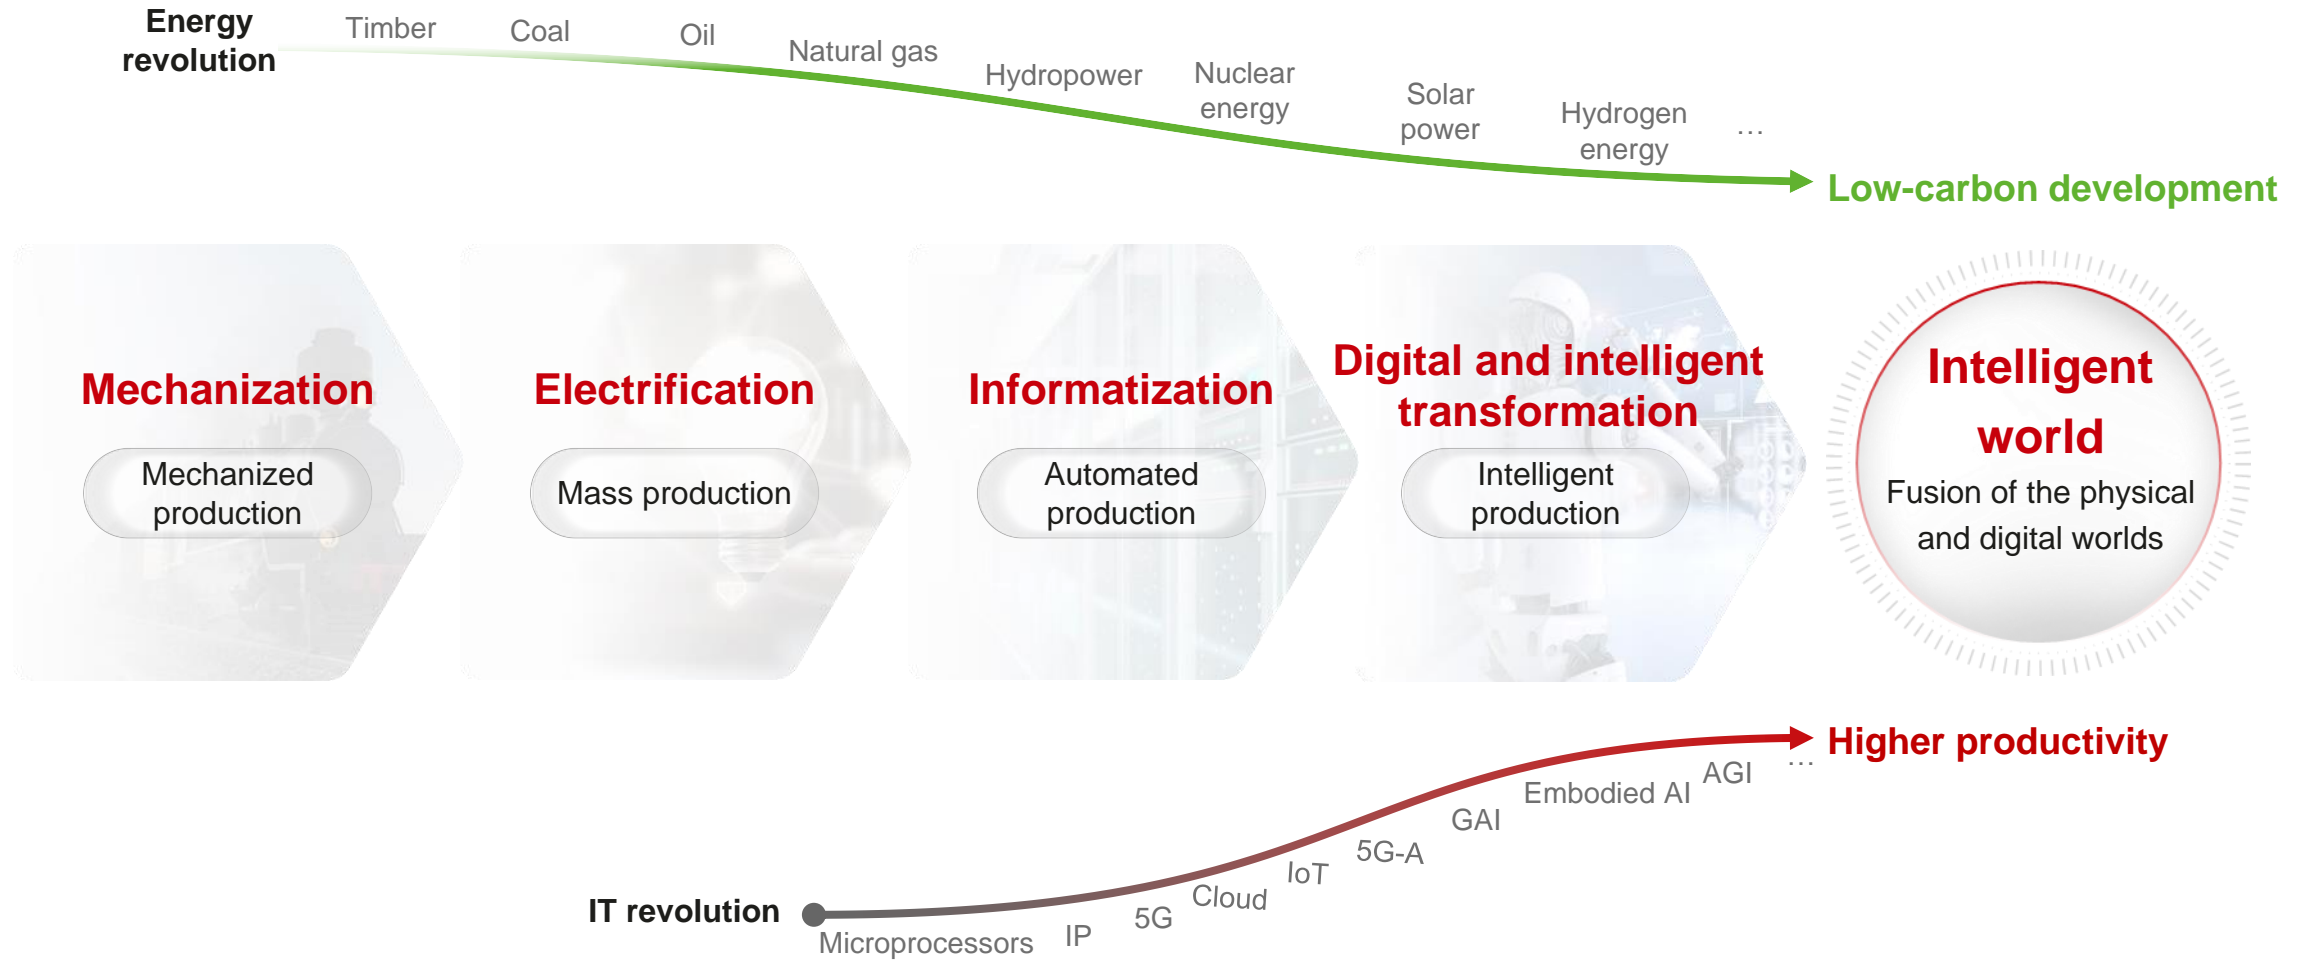 Energy
revolution
Timber
Coal
Oil
Natural gas
Hydropower
Nuclear
energy
Solar
power
Hydrogen
energy
…
Low-carbon development
Mechanization
Mechanized
production
Electrification
Mass production
Informatization
Automated
production
Digital and intelligent
transformation
Intelligent
production
Intelligent
world
Fusion of the physical
and digital worlds
IT revolution
Microprocessors
IP
5G
Cloud
IoT
5G-A
GAI
Embodied AI
AGI
…
Higher productivity